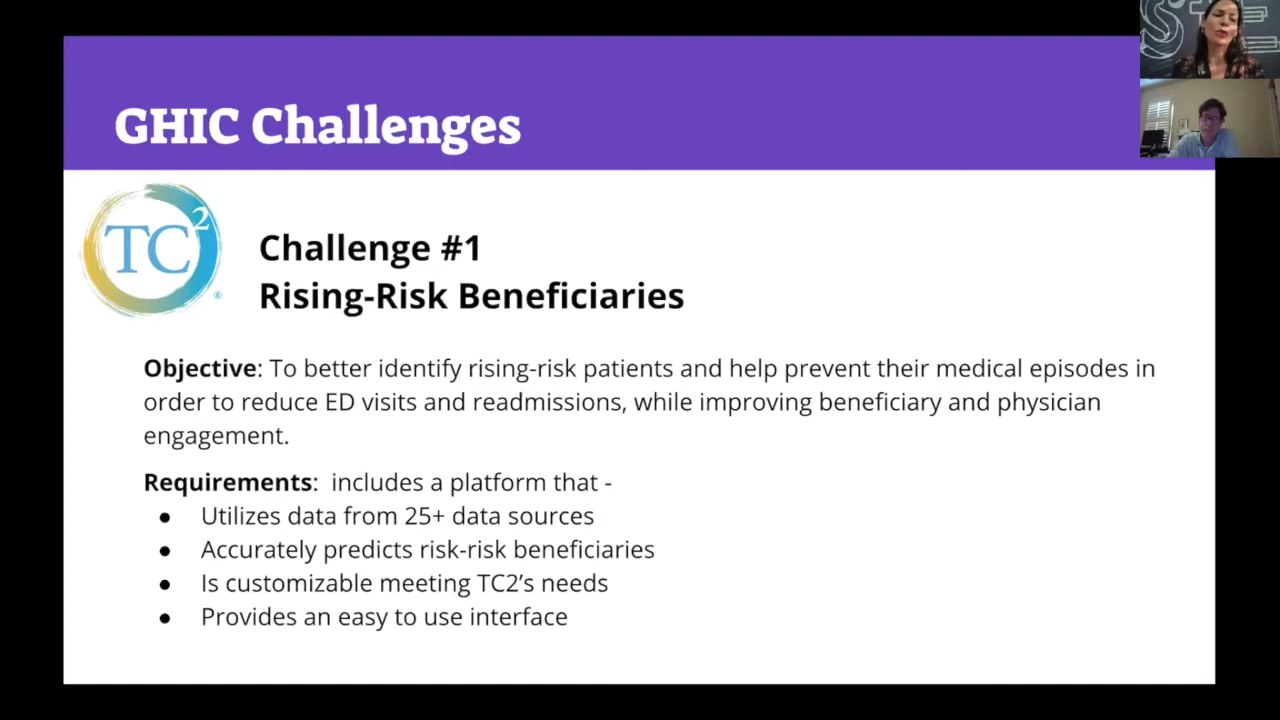 GHIC Challenges
TC2
®
Challenge #1
Rising-Risk Beneficiaries
Objective: To better identify rising-risk patients and help prevent their medical episodes in
order to reduce ED visits and readmissions, while improving beneficiary and physician
engagement.
Requirements: includes a platform that -
● Utilizes data from 25+ data sources
● Accurately predicts risk-risk beneficiaries
● Is customizable meeting TC2’s needs
● Provides an easy to use interface